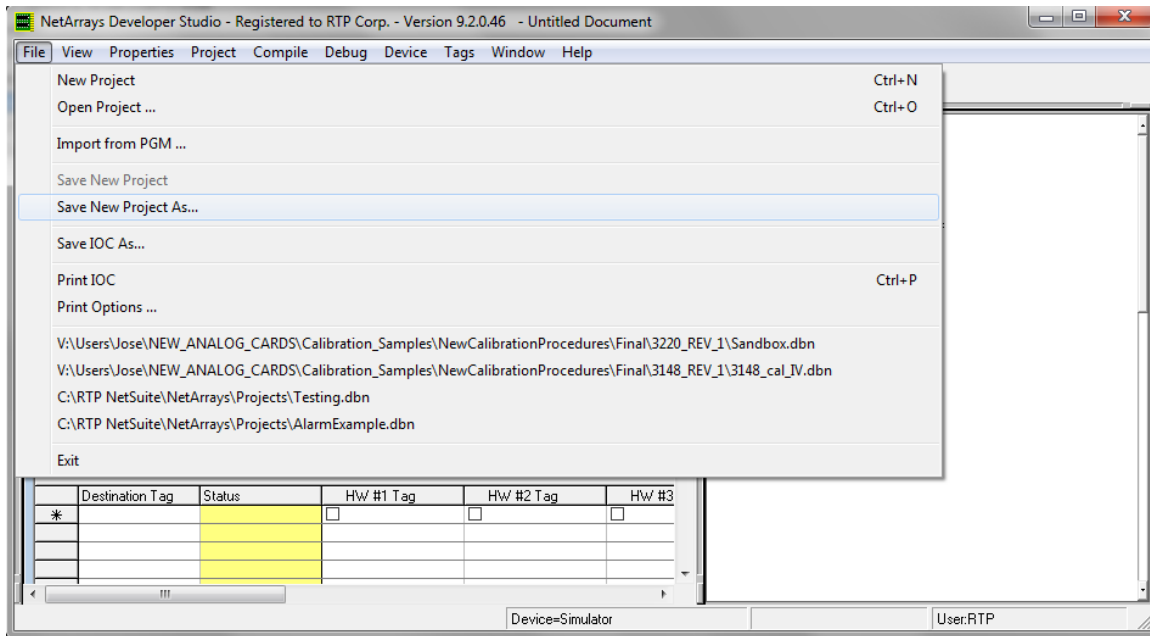 NetArrays Developer Studio - Registered to RTP Corp. - Version 9.2.0.46 - Untitled Document
File View Properties Project Compile Debug Device Tags Window Help
New Project Ctrl+N
Open Project ... Ctrl+O
Import from PGM ...
Save New Project
Save New Project As...
Save IOC As...
Print IOC Ctrl+P
Print Options ...
V:\Users\Jose\NEW_ANALOG_CARDS\Calibration_Samples\NewCalibrationProcedures\Final\3220_REV_1\Sandbox.dbn
V:\Users\Jose\NEW_ANALOG_CARDS\Calibration_Samples\NewCalibrationProcedures\Final\3148_REV_1\3148_cal_IV.dbn
C:\RTP NetSuite\NetArrays\Projects\Testing.dbn
C:\RTP NetSuite\NetArrays\Projects\AlarmExample.dbn
Exit
Destination Tag Status HW #1 Tag HW #2 Tag HW #3
Device=Simulator User:RTP